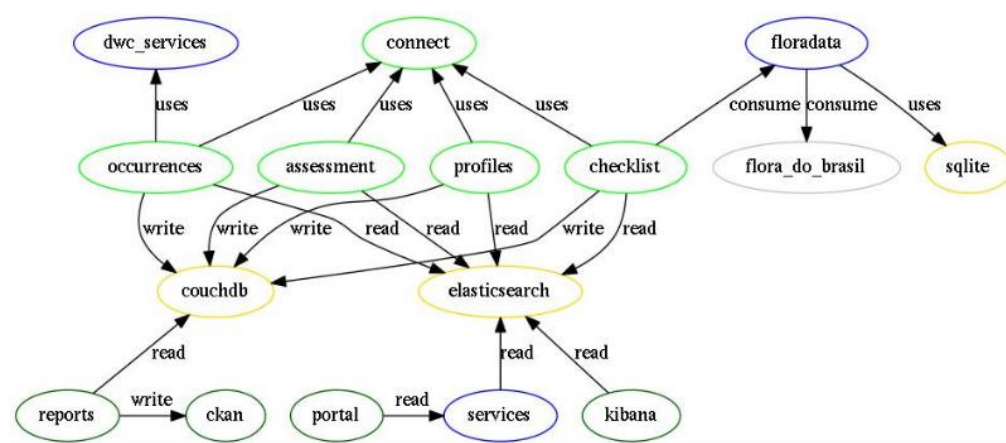 dwc_services connect floradata
uses uses uses uses uses consume consume uses
occurrences assessment profiles checklist flora_do_brasil sqlite
write write write read read read write read
couchdb elasticsearch
read read read
write read
reports ckan portal services kibana